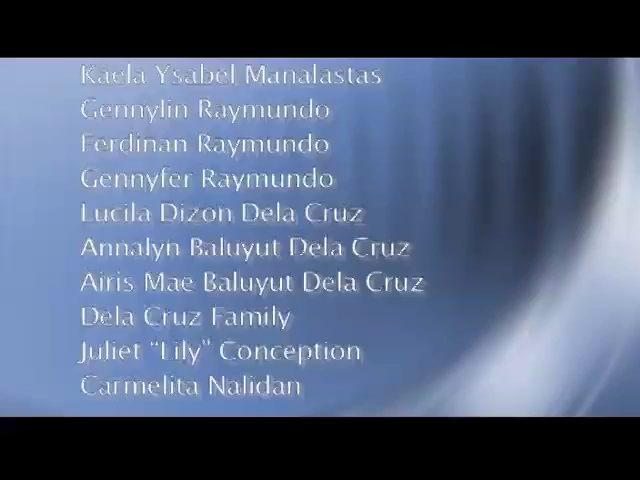 Kaela Ysabel Manalastas
Gennylin Raymundo
Ferdinan Raymundo
Gennyfer Raymundo
Lucila Dizon Dela Cruz
Annalyn Baluyut Dela Cruz
Airis Mae Baluyut Dela Cruz
Dela Cruz Family
Juliet “Lily” Conception
Carmelita Nalidan